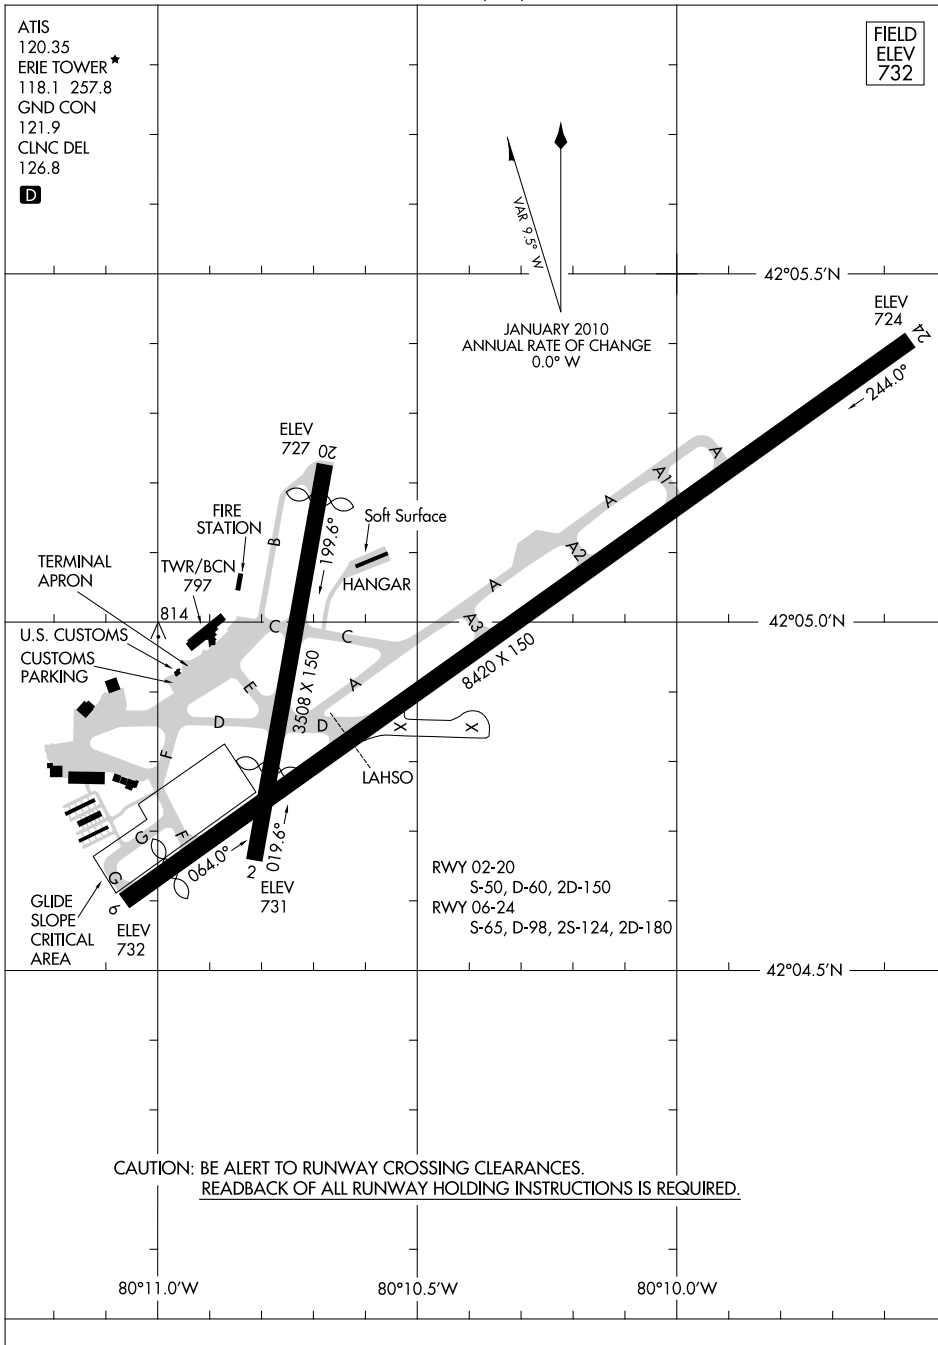 ATIS
120.35
ERIE TOWER★
118.1 257.8
GND CON
121.9
CLNC DEL
126.8
D
FIELD
ELEV
732
VAR 9.5° W
JANUARY 2010
ANNUAL RATE OF CHANGE
0.0° W
42°05.5'N
ELEV
724
24
244.0°
ELEV
727
20
A
A1
A
A2
A
A3
FIRE
STATION
B
199.6°
Soft Surface
HANGAR
TERMINAL
APRON
TWR/BCN
797
814
42°05.0'N
U.S. CUSTOMS
CUSTOMS
PARKING
C
C
E
A
3508 X 150
8420 X 150
D
D
X
X
F
LAHSO
G
F
G
064.0°
019.6°
2
6
ELEV
731
ELEV
732
GLIDE
SLOPE
CRITICAL
AREA
RWY 02-20
S-50, D-60, 2D-150
RWY 06-24
S-65, D-98, 2S-124, 2D-180
42°04.5'N
CAUTION: BE ALERT TO RUNWAY CROSSING CLEARANCES.
READBACK OF ALL RUNWAY HOLDING INSTRUCTIONS IS REQUIRED.
80°11.0'W
80°10.5'W
80°10.0'W